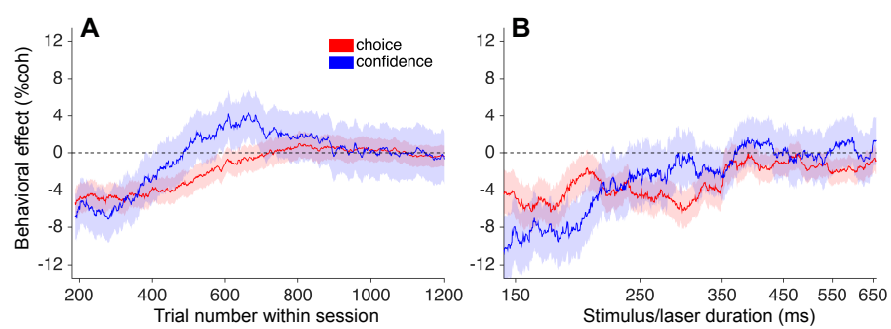 A
B
choice
confidence
Behavioral effect (%coh)
12
8
4
0
-4
-8
-12
200 400 600 800 1000 1200
Trial number within session
12
8
4
0
-4
-8
-12
150 250 350 450 550 650
Stimulus/laser duration (ms)